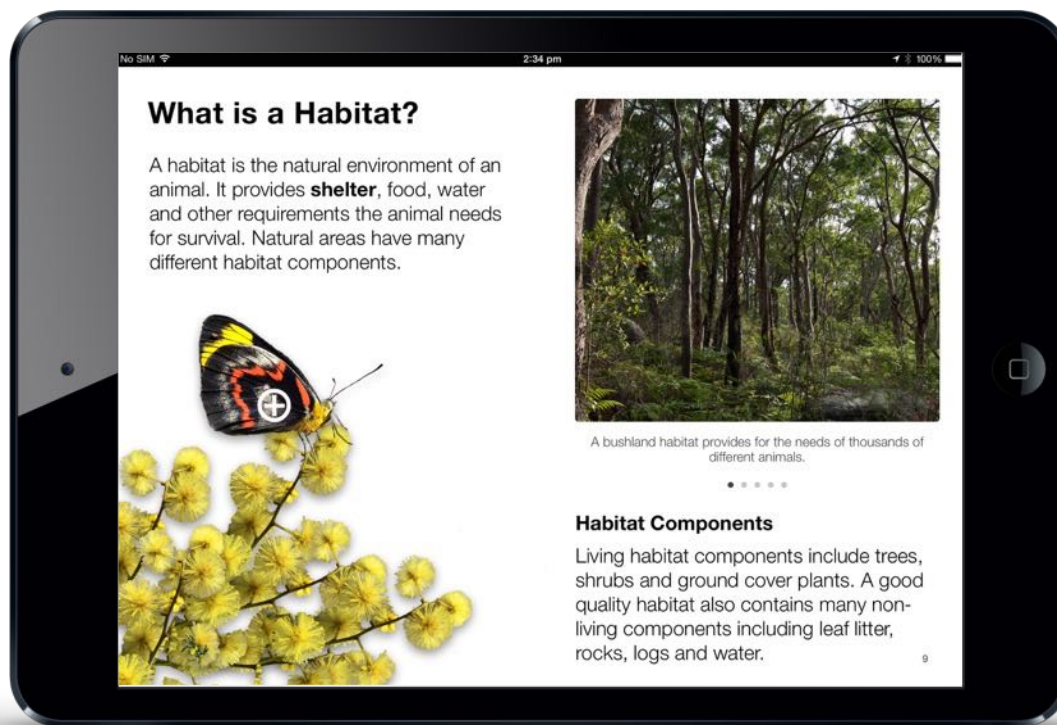 No SIM
2:34 pm
100%
What is a Habitat?
A habitat is the natural environment of an
animal. It provides shelter, food, water
and other requirements the animal needs
for survival. Natural areas have many
different habitat components.
A bushland habitat provides for the needs of thousands of
different animals.
Habitat Components
Living habitat components include trees,
shrubs and ground cover plants. A good
quality habitat also contains many non-
living components including leaf litter,
rocks, logs and water.
9